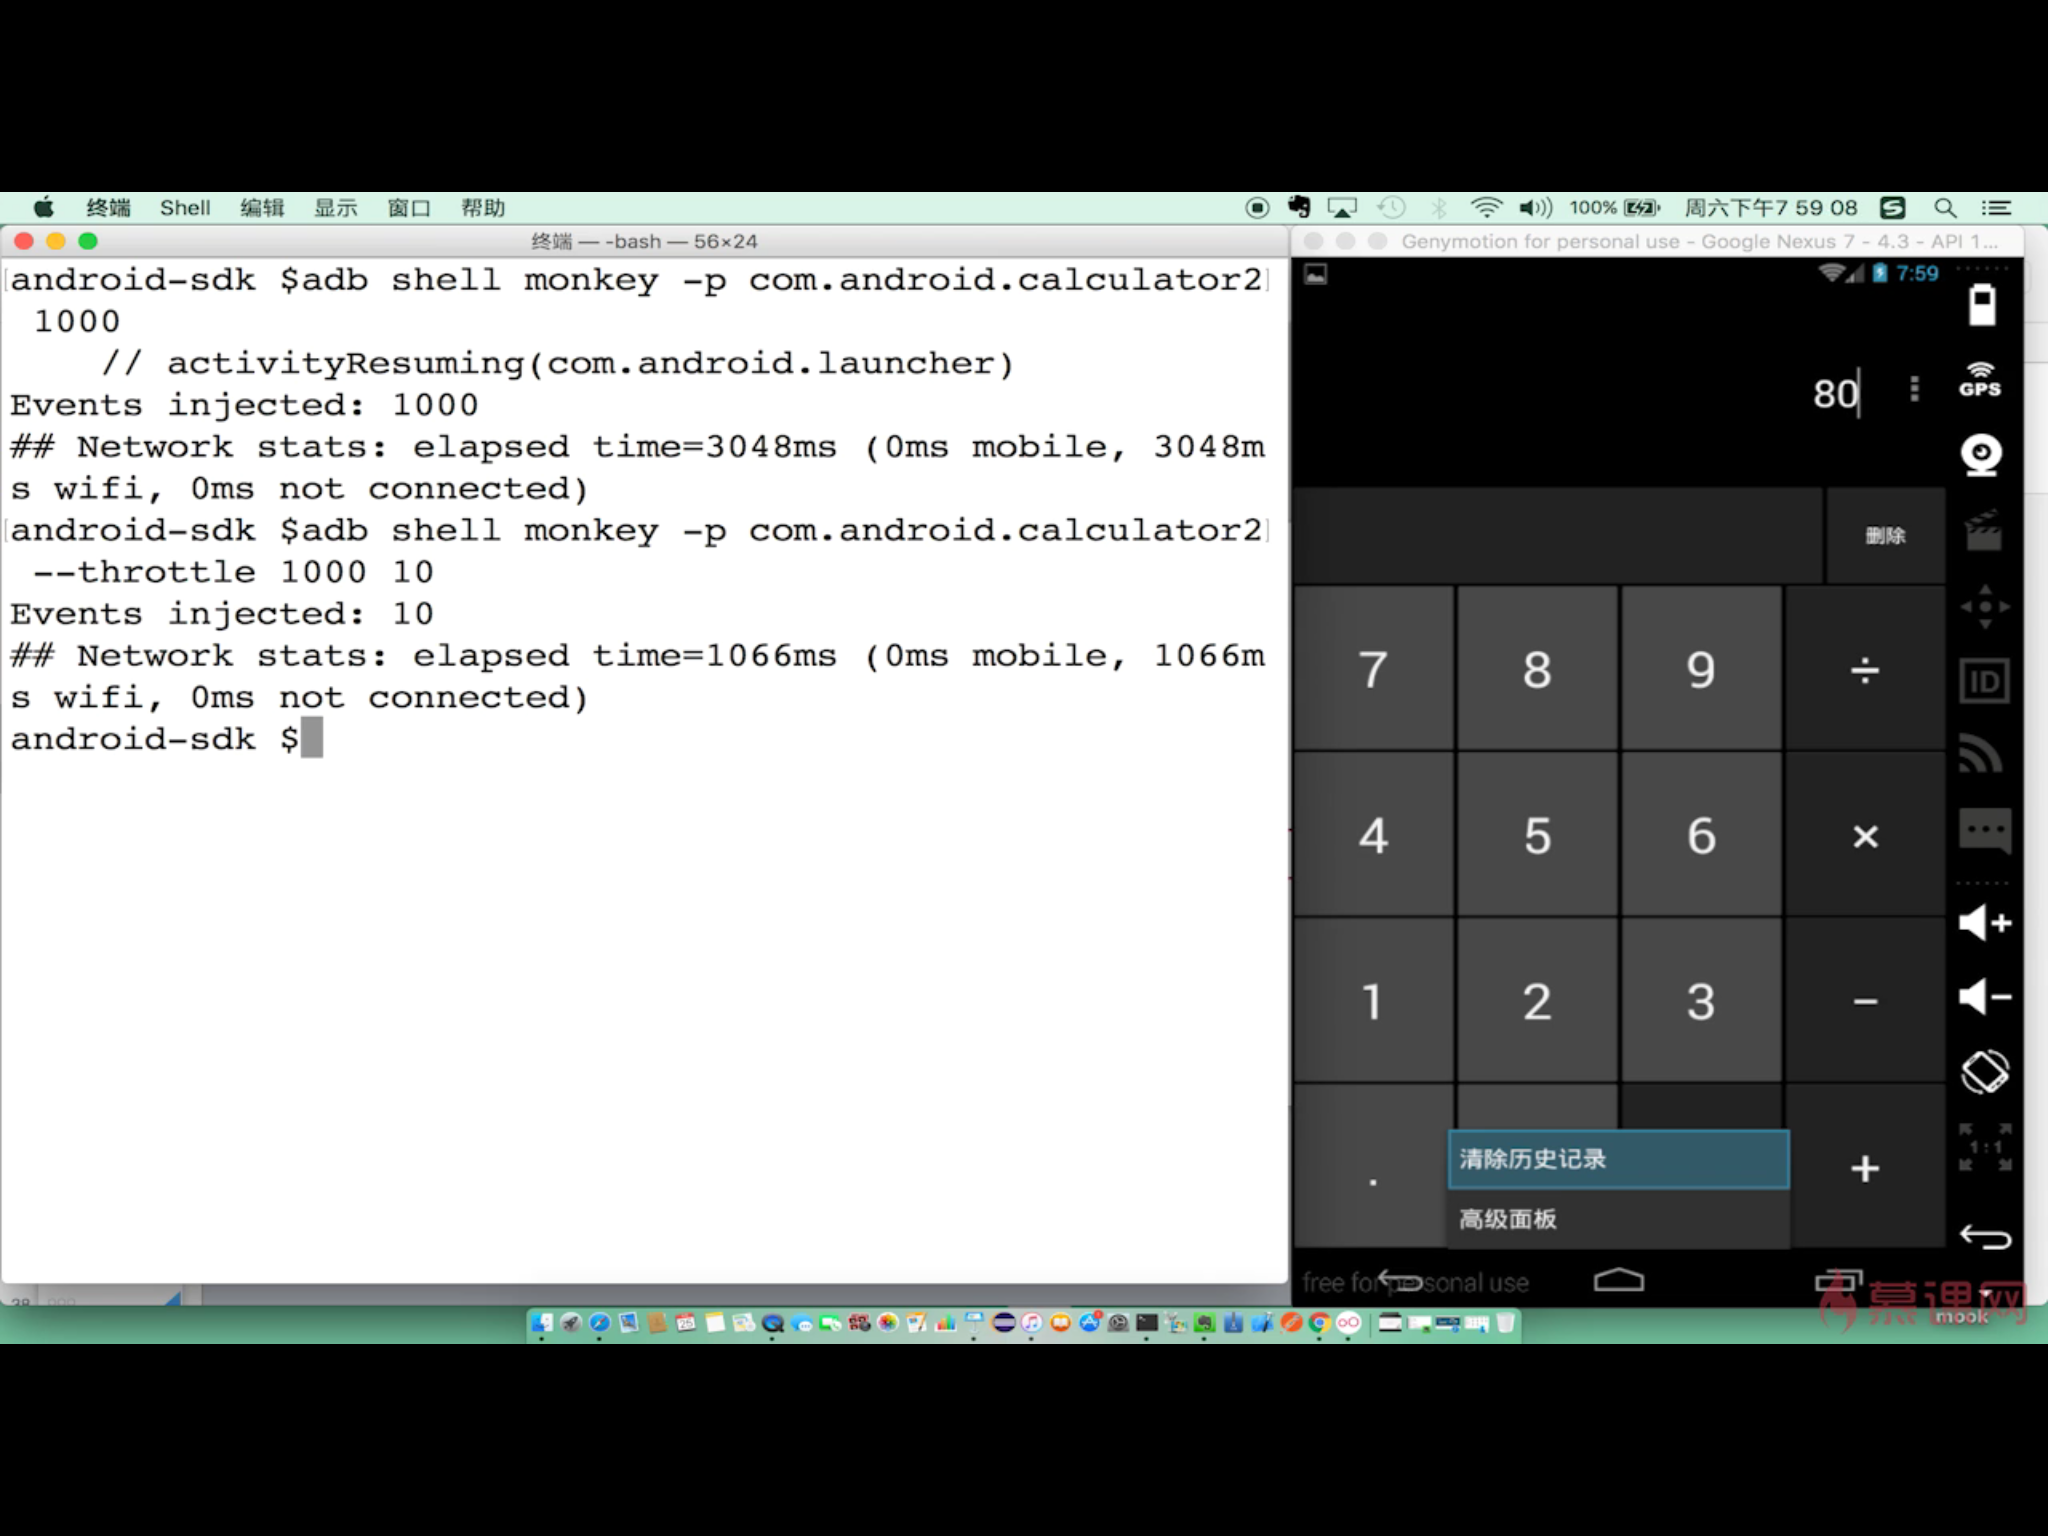 终端 Shell 编辑 显示 窗口 帮助 100% 周六下午7 59 08
终端 — -bash — 56×24
android-sdk $adb shell monkey -p com.android.calculator2
1000
// activityResuming(com.android.launcher)
Events injected: 1000
## Network stats: elapsed time=3048ms (0ms mobile, 3048m
s wifi, 0ms not connected)
android-sdk $adb shell monkey -p com.android.calculator2
--throttle 1000 10
Events injected: 10
## Network stats: elapsed time=1066ms (0ms mobile, 1066m
s wifi, 0ms not connected)
android-sdk $
Genymotion for personal use - Google Nexus 7 - 4.3 - API 1...
7:59
80
GPS
删除
7 8 9 ÷
ID
4 5 6 ×
1 2 3 −
. +
1:1
清除历史记录
高级面板
free for personal use
慕课网
mook
25